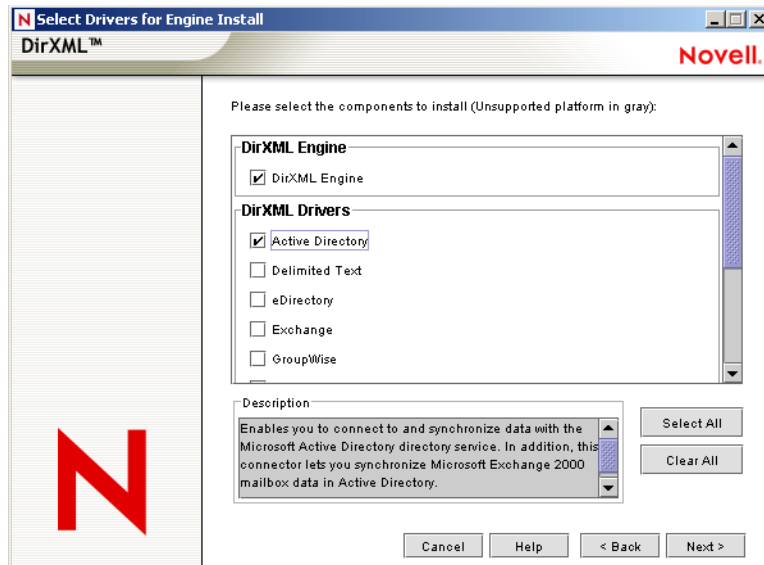 Select Drivers for Engine Install
DirXML™
Novell.
Please select the components to install (Unsupported platform in gray):
DirXML Engine
DirXML Engine
DirXML Drivers
Active Directory
Delimited Text
eDirectory
Exchange
GroupWise
Description
Enables you to connect to and synchronize data with the
Microsoft Active Directory directory service. In addition, this
connector lets you synchronize Microsoft Exchange 2000
mailbox data in Active Directory.
Select All
Clear All
Cancel
Help
< Back
Next >